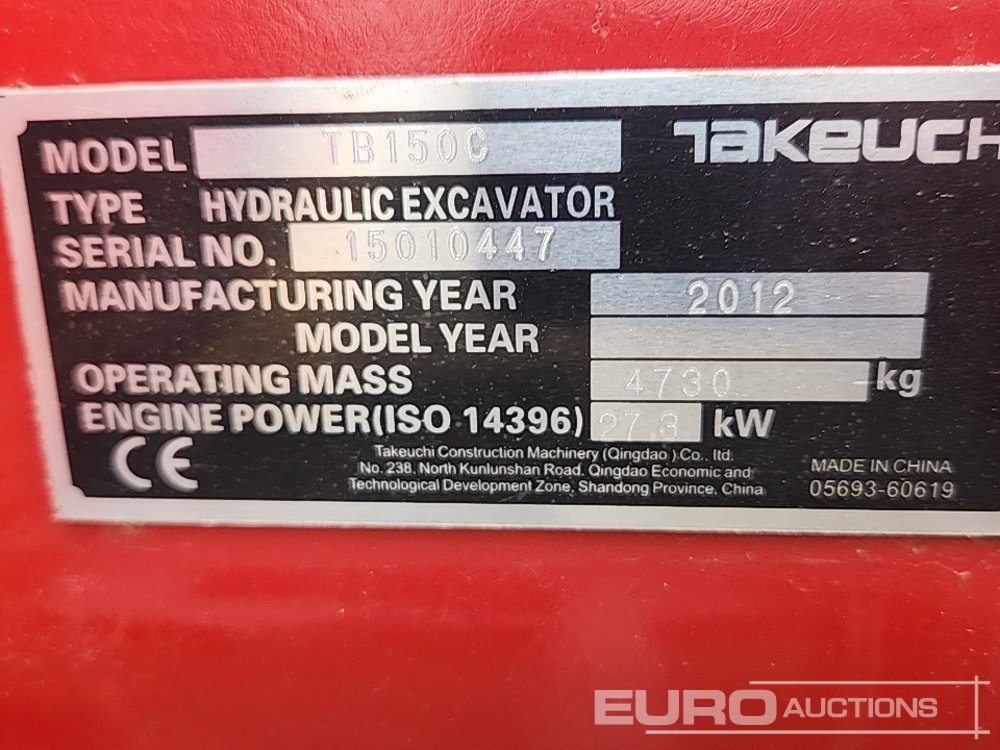 MODEL TB150C
TAKEUCH
TYPE HYDRAULIC EXCAVATOR
SERIAL NO. 15010447
MANUFACTURING YEAR 2012
MODEL YEAR
OPERATING MASS 4730 kg
ENGINE POWER(ISO 14396) 27.3 kW
CE
Takeuchi Construction Machinery (Qingdao) Co., ltd.
No. 238, North Kunlunshan Road, Qingdao Economic and
Technological Development Zone, Shandong Province, China
MADE IN CHINA
05693-60619
EURO AUCTIONS